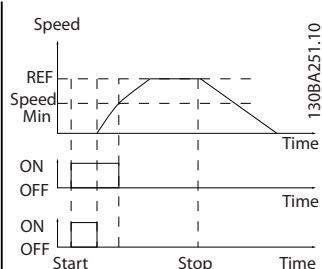 Speed
REF
Speed
Min
Time
ON
OFF
Time
ON
OFF
Start
Stop
Time
130BA251.10